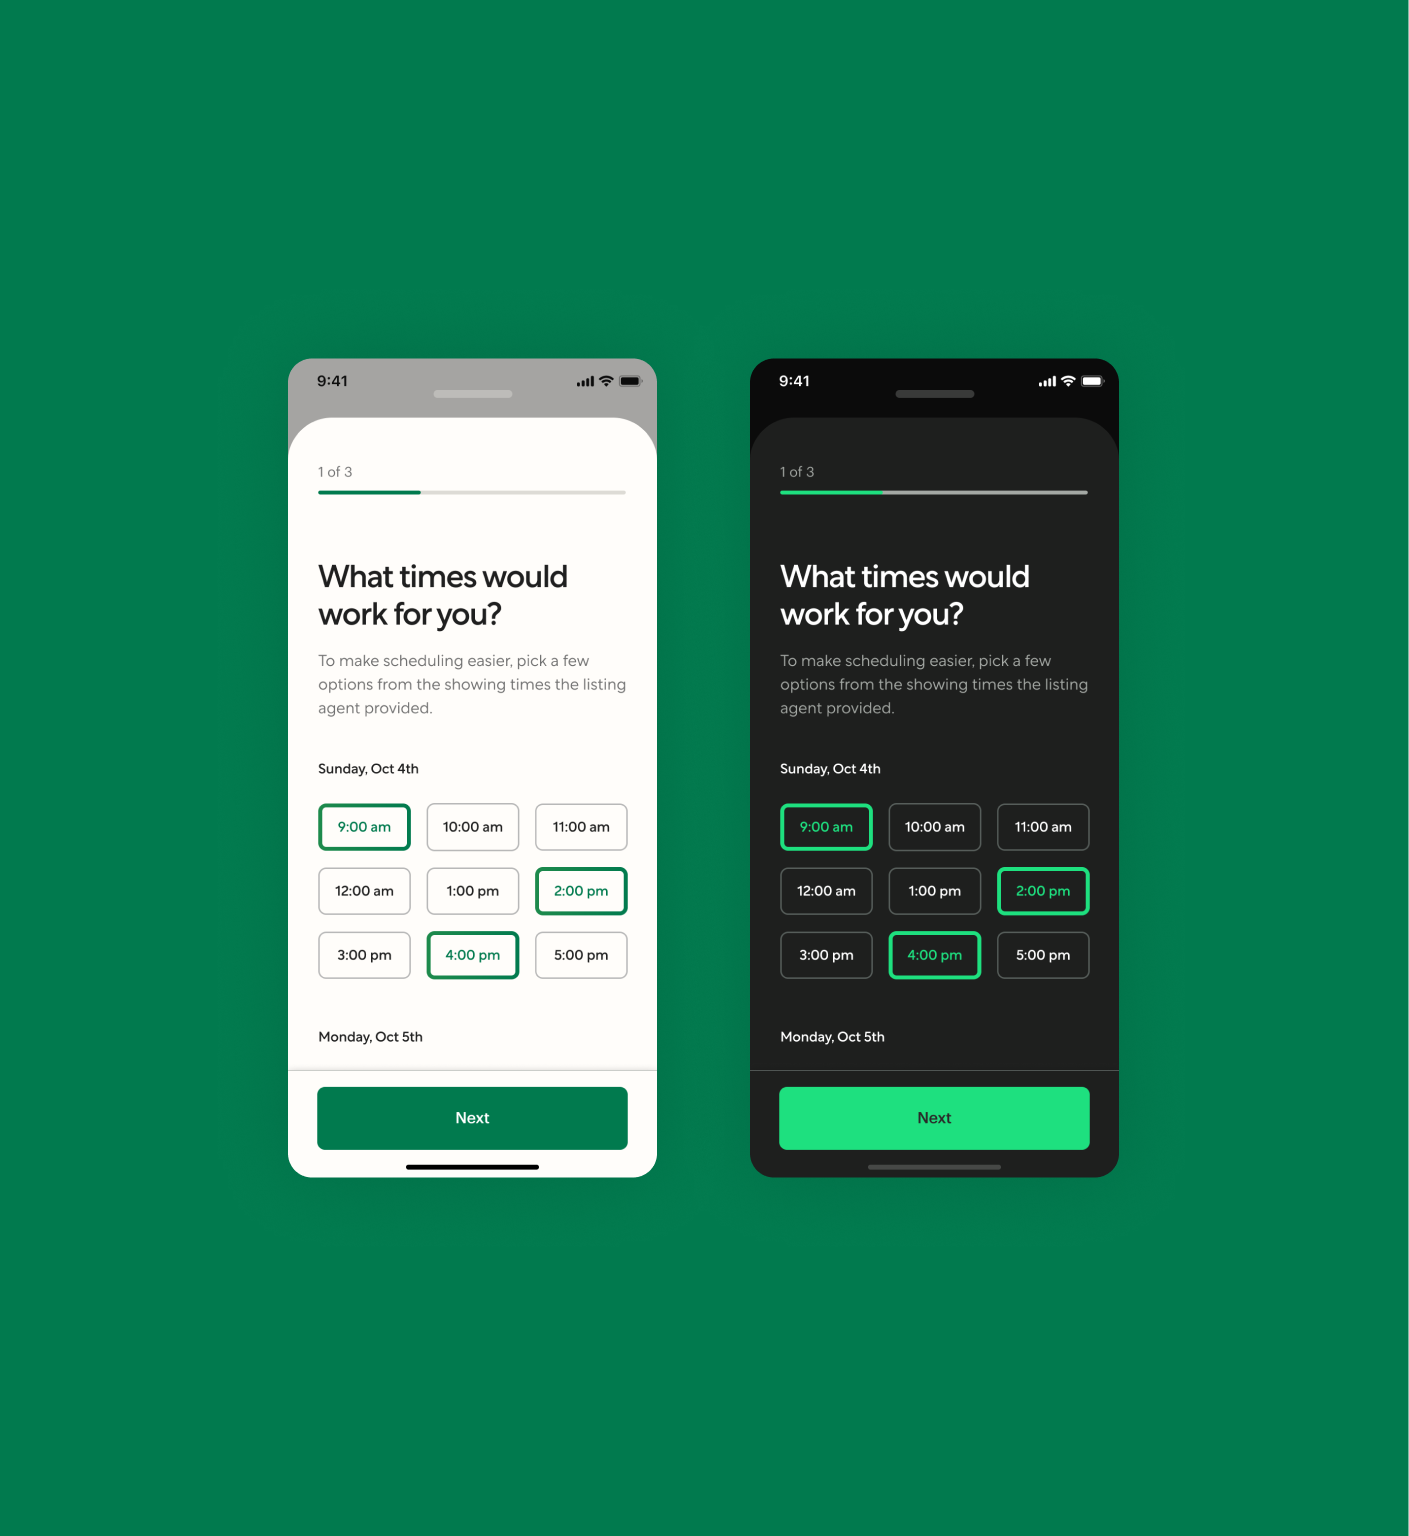 9:41
1 of 3
What times would
work for you?
To make scheduling easier, pick a few
options from the showing times the listing
agent provided.
Sunday, Oct 4th
9:00 am
10:00 am
11:00 am
12:00 am
1:00 pm
2:00 pm
3:00 pm
4:00 pm
5:00 pm
Monday, Oct 5th
Next
9:41
1 of 3
What times would
work for you?
To make scheduling easier, pick a few
options from the showing times the listing
agent provided.
Sunday, Oct 4th
9:00 am
10:00 am
11:00 am
12:00 am
1:00 pm
2:00 pm
3:00 pm
4:00 pm
5:00 pm
Monday, Oct 5th
Next